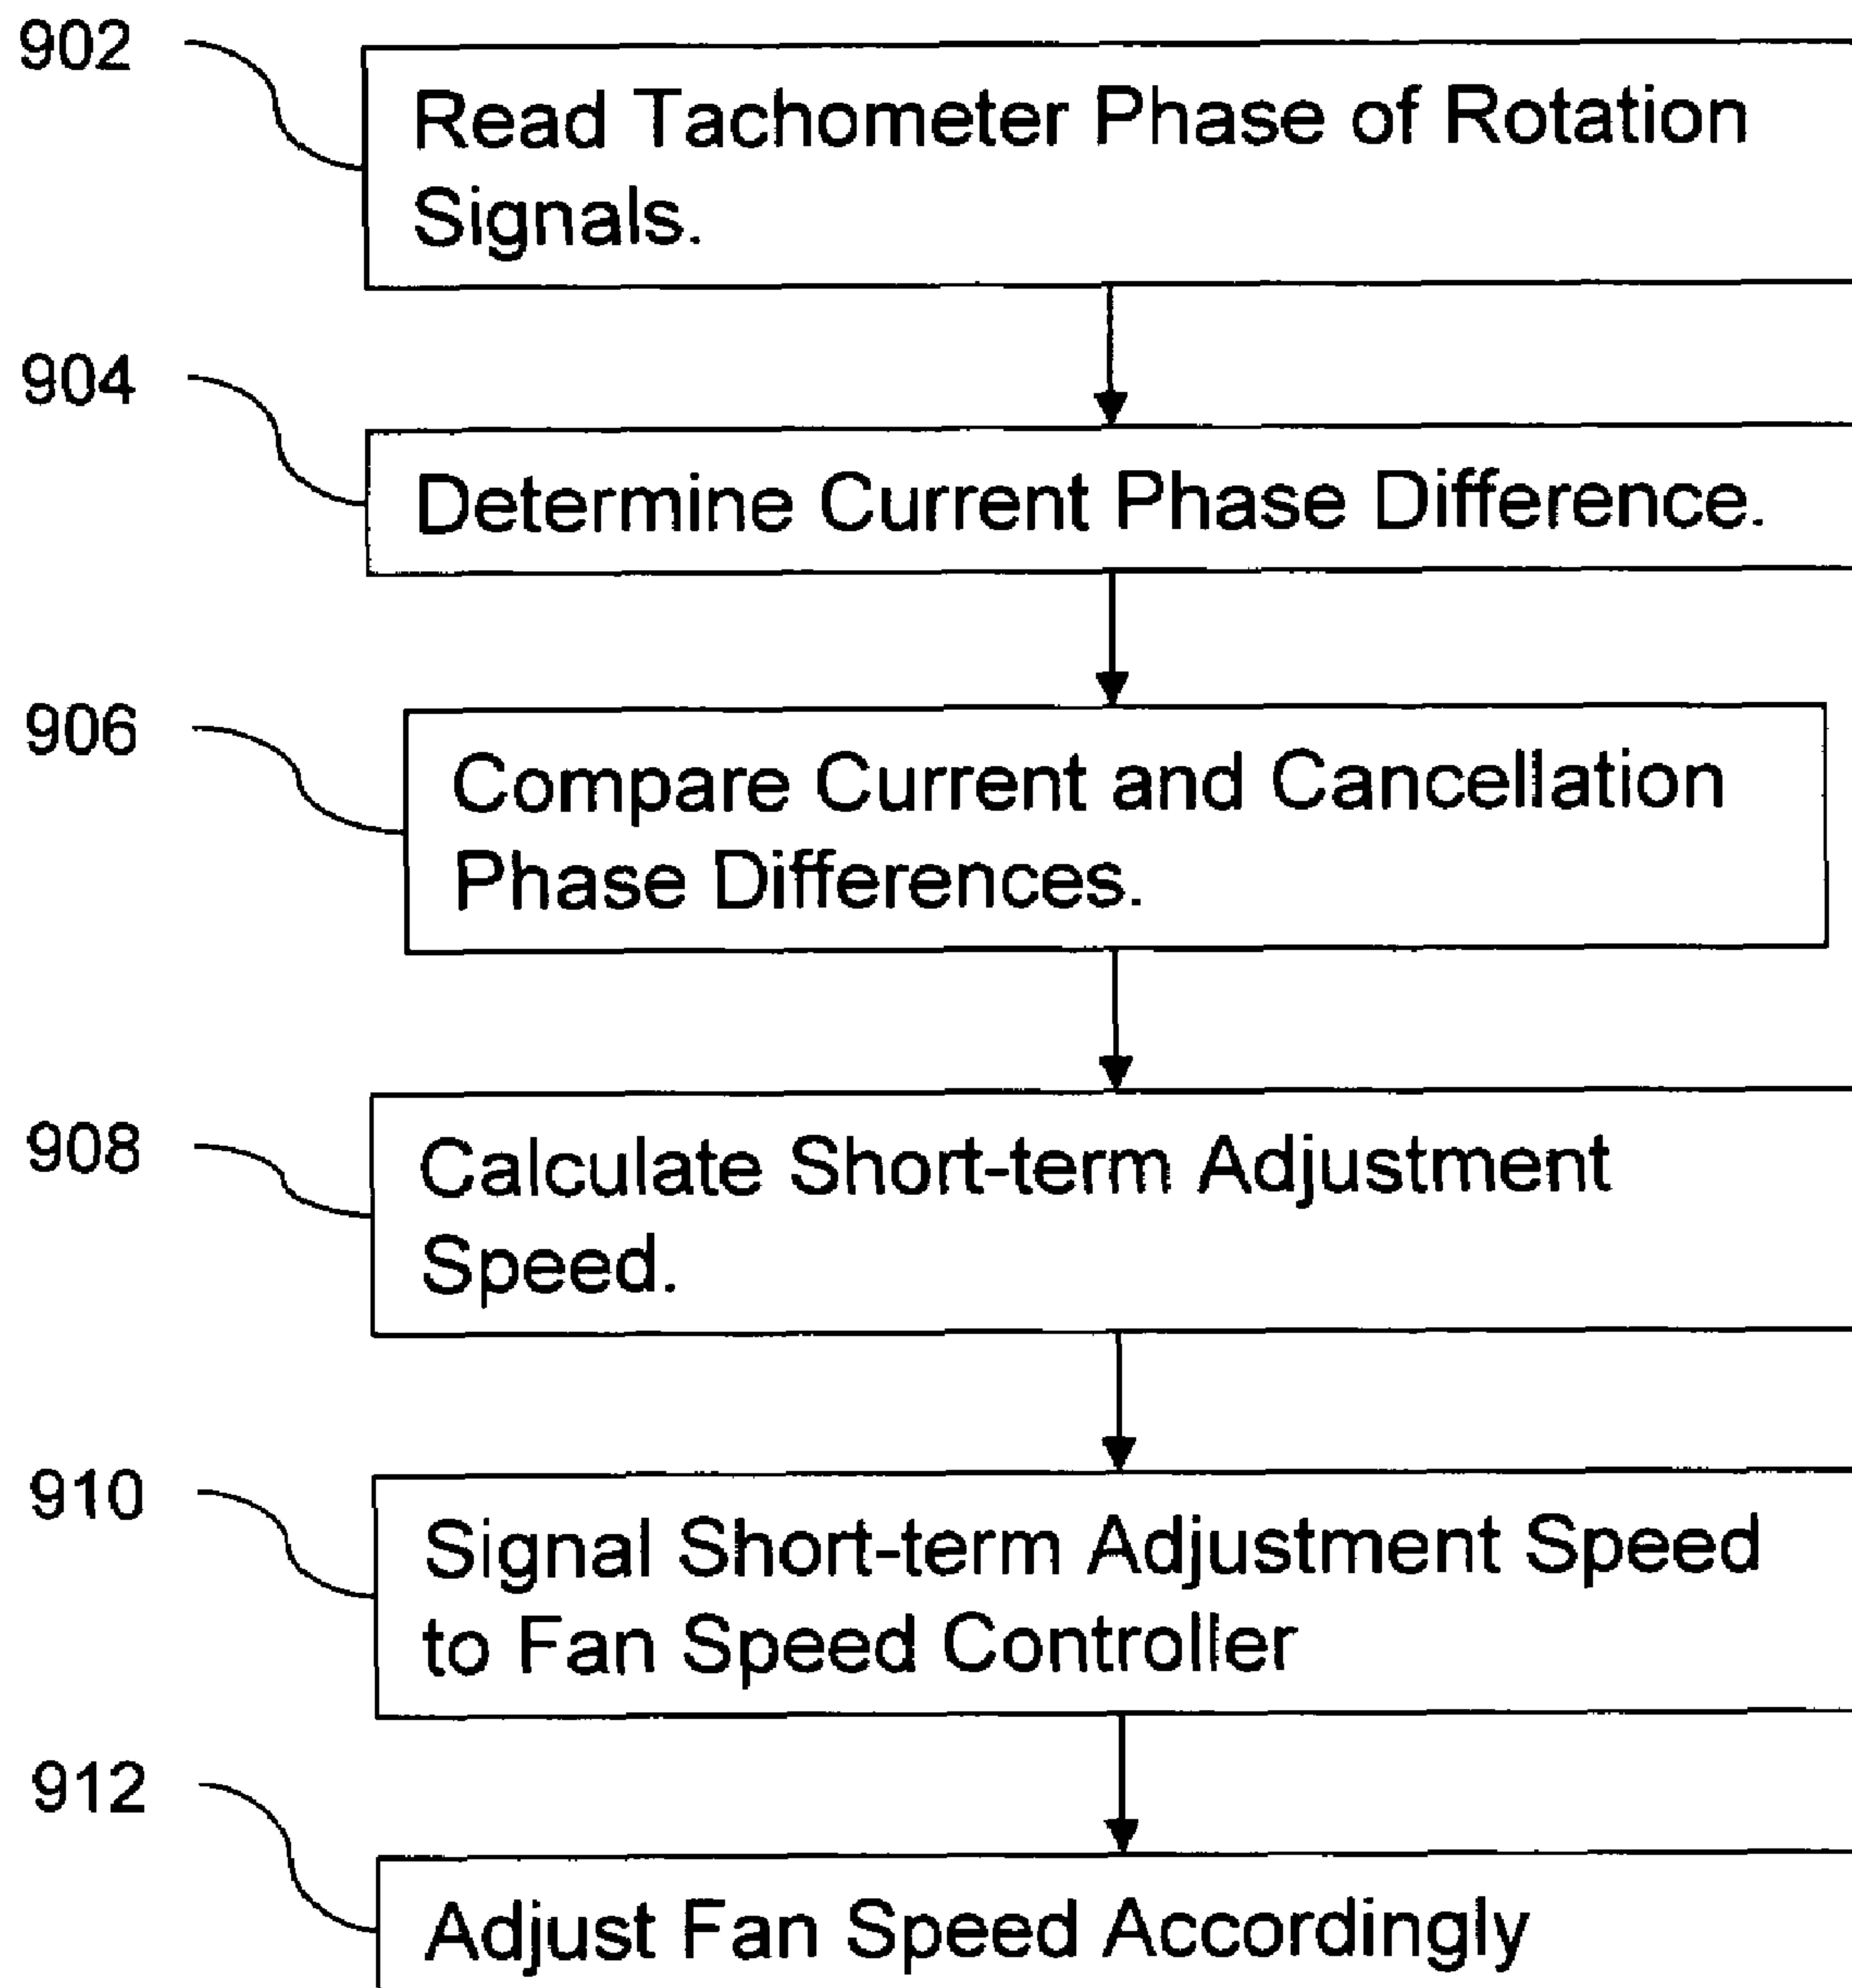 902
Read Tachometer Phase of Rotation
Signals.
904
Determine Current Phase Difference.
906
Compare Current and Cancellation
Phase Differences.
908
Calculate Short-term Adjustment
Speed.
910
Signal Short-term Adjustment Speed
to Fan Speed Controller
912
Adjust Fan Speed Accordingly